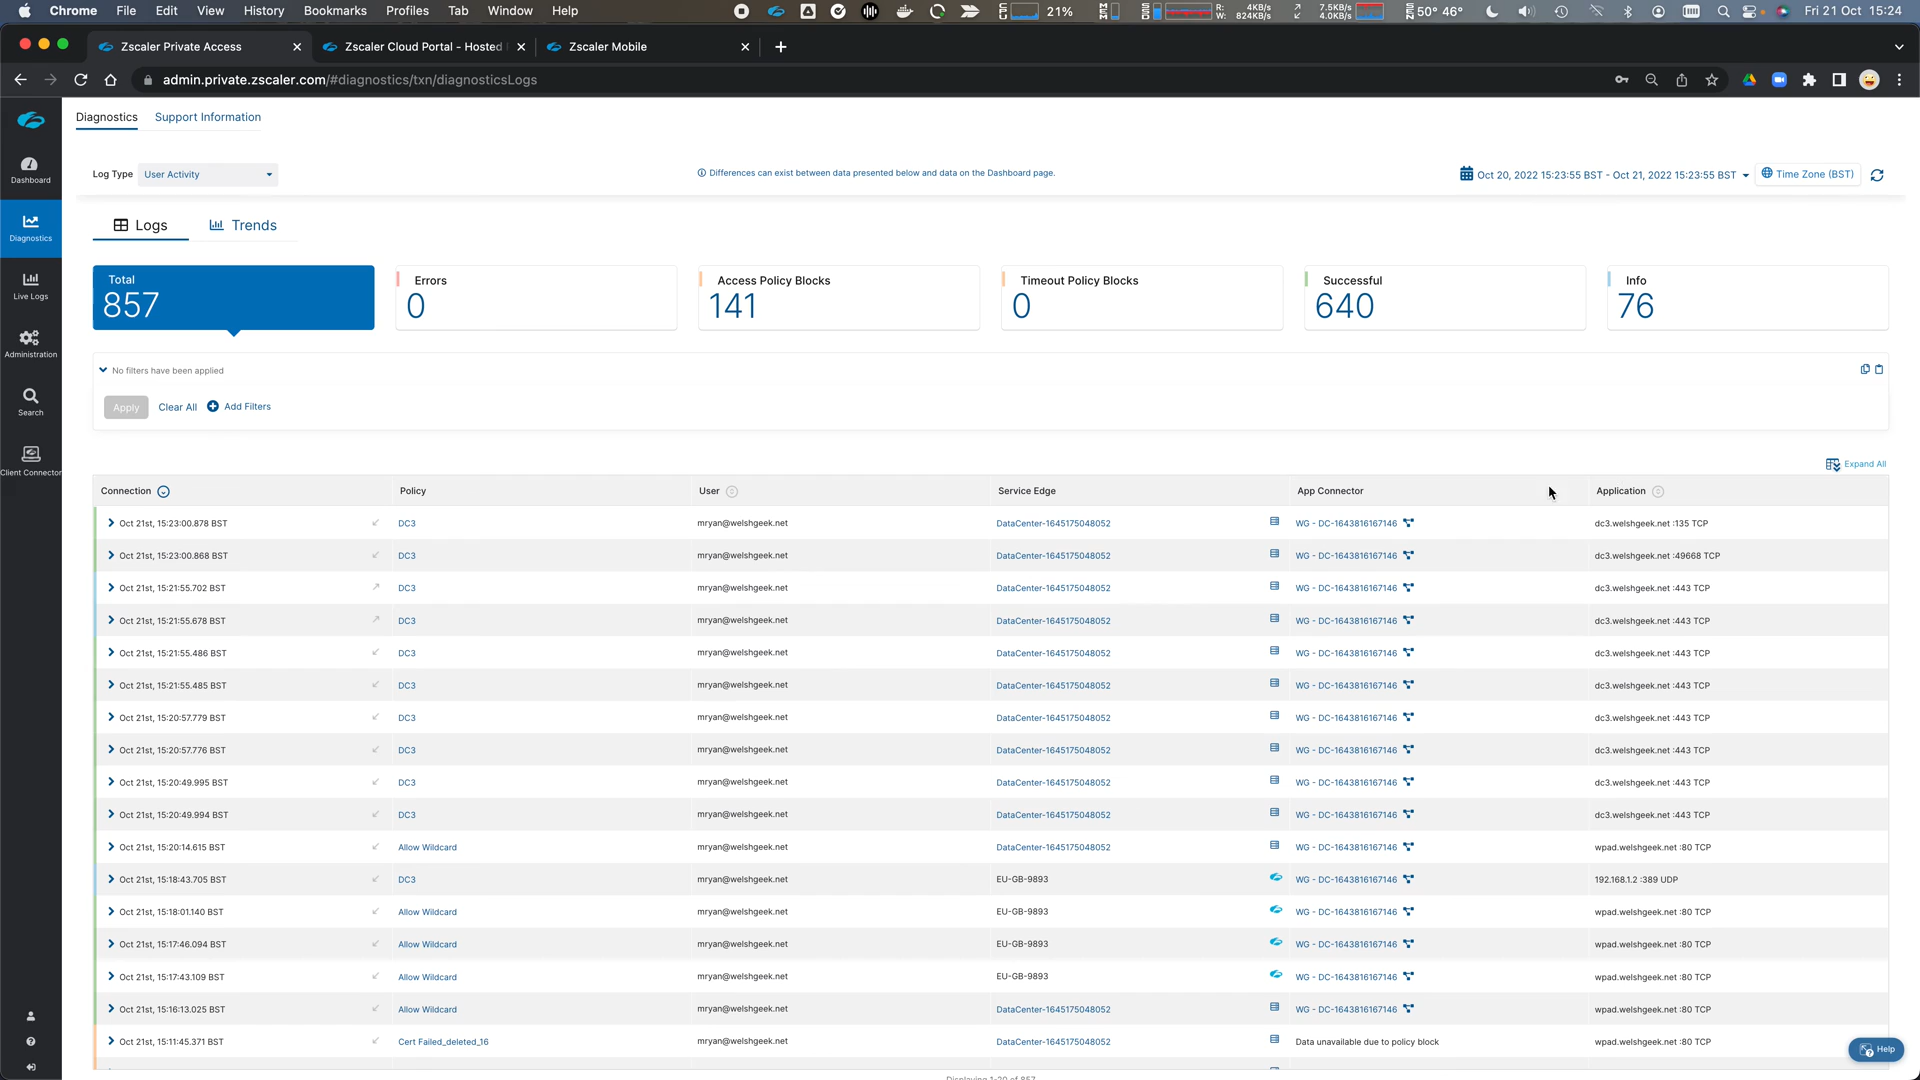 Chrome File Edit View History Bookmarks Profiles Tab Window Help 21% R: 4KB/s W: 824KB/s 7.5KB/s 4.0KB/s 50° 46° Fri 21 Oct 15:24
Zscaler Private Access Zscaler Cloud Portal - Hosted Zscaler Mobile
admin.private.zscaler.com/#diagnostics/txn/diagnosticsLogs
Diagnostics Support Information
Dashboard
Diagnostics
Live Logs
Administration
Search
Client Connector
Log Type User Activity Differences can exist between data presented below and data on the Dashboard page. Oct 20, 2022 15:23:55 BST - Oct 21, 2022 15:23:55 BST Time Zone (BST)
Logs Trends
Total Errors Access Policy Blocks Timeout Policy Blocks Successful Info
857 0 141 0 640 76
No filters have been applied
Apply Clear All Add Filters
Expand All
Connection Policy User Service Edge App Connector Application
Oct 21st, 15:23:00.878 BST DC3 mryan@welshgeek.net DataCenter-1645175048052 WG - DC-1643816167146 dc3.welshgeek.net :135 TCP
Oct 21st, 15:23:00.868 BST DC3 mryan@welshgeek.net DataCenter-1645175048052 WG - DC-1643816167146 dc3.welshgeek.net :49668 TCP
Oct 21st, 15:21:55.702 BST DC3 mryan@welshgeek.net DataCenter-1645175048052 WG - DC-1643816167146 dc3.welshgeek.net :443 TCP
Oct 21st, 15:21:55.678 BST DC3 mryan@welshgeek.net DataCenter-1645175048052 WG - DC-1643816167146 dc3.welshgeek.net :443 TCP
Oct 21st, 15:21:55.486 BST DC3 mryan@welshgeek.net DataCenter-1645175048052 WG - DC-1643816167146 dc3.welshgeek.net :443 TCP
Oct 21st, 15:21:55.485 BST DC3 mryan@welshgeek.net DataCenter-1645175048052 WG - DC-1643816167146 dc3.welshgeek.net :443 TCP
Oct 21st, 15:20:57.779 BST DC3 mryan@welshgeek.net DataCenter-1645175048052 WG - DC-1643816167146 dc3.welshgeek.net :443 TCP
Oct 21st, 15:20:57.776 BST DC3 mryan@welshgeek.net DataCenter-1645175048052 WG - DC-1643816167146 dc3.welshgeek.net :443 TCP
Oct 21st, 15:20:49.995 BST DC3 mryan@welshgeek.net DataCenter-1645175048052 WG - DC-1643816167146 dc3.welshgeek.net :443 TCP
Oct 21st, 15:20:49.994 BST DC3 mryan@welshgeek.net DataCenter-1645175048052 WG - DC-1643816167146 dc3.welshgeek.net :443 TCP
Oct 21st, 15:20:14.615 BST Allow Wildcard mryan@welshgeek.net DataCenter-1645175048052 WG - DC-1643816167146 wpad.welshgeek.net :80 TCP
Oct 21st, 15:18:43.705 BST DC3 mryan@welshgeek.net EU-GB-9893 WG - DC-1643816167146 192.168.1.2 :389 UDP
Oct 21st, 15:18:01.140 BST Allow Wildcard mryan@welshgeek.net EU-GB-9893 WG - DC-1643816167146 wpad.welshgeek.net :80 TCP
Oct 21st, 15:17:46.094 BST Allow Wildcard mryan@welshgeek.net EU-GB-9893 WG - DC-1643816167146 wpad.welshgeek.net :80 TCP
Oct 21st, 15:17:43.109 BST Allow Wildcard mryan@welshgeek.net EU-GB-9893 WG - DC-1643816167146 wpad.welshgeek.net :80 TCP
Oct 21st, 15:16:13.025 BST Allow Wildcard mryan@welshgeek.net DataCenter-1645175048052 WG - DC-1643816167146 wpad.welshgeek.net :80 TCP
Oct 21st, 15:11:45.371 BST Cert Failed_deleted_16 mryan@welshgeek.net DataCenter-1645175048052 Data unavailable due to policy block wpad.welshgeek.net :80 TCP
Help
Displaying 1-20 of 857